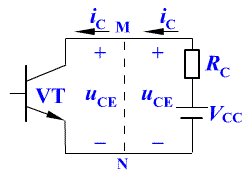 iC M iC
+ +
RC
VT uCE uCE
VCC
− −
N